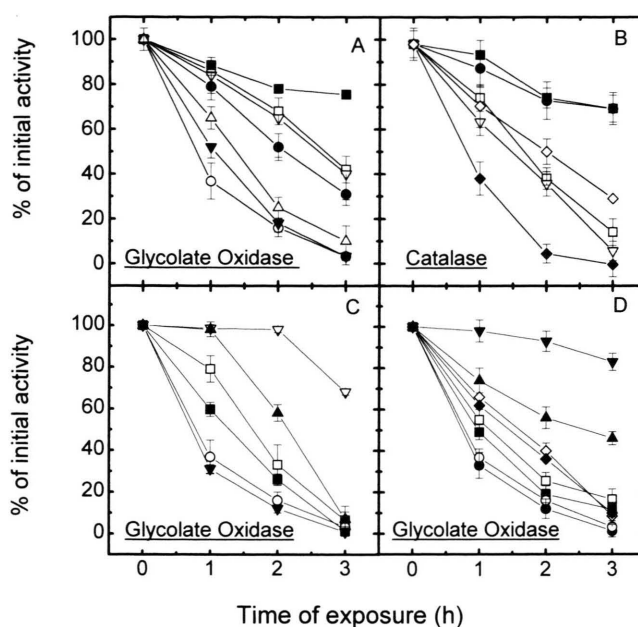 A
B
% of initial activity
100
80
60
40
20
0
Glycolate Oxidase
Catalase
C
D
% of initial activity
100
80
60
40
20
0
Glycolate Oxidase
Glycolate Oxidase
0 1 2 3 0 1 2 3
Time of exposure (h)